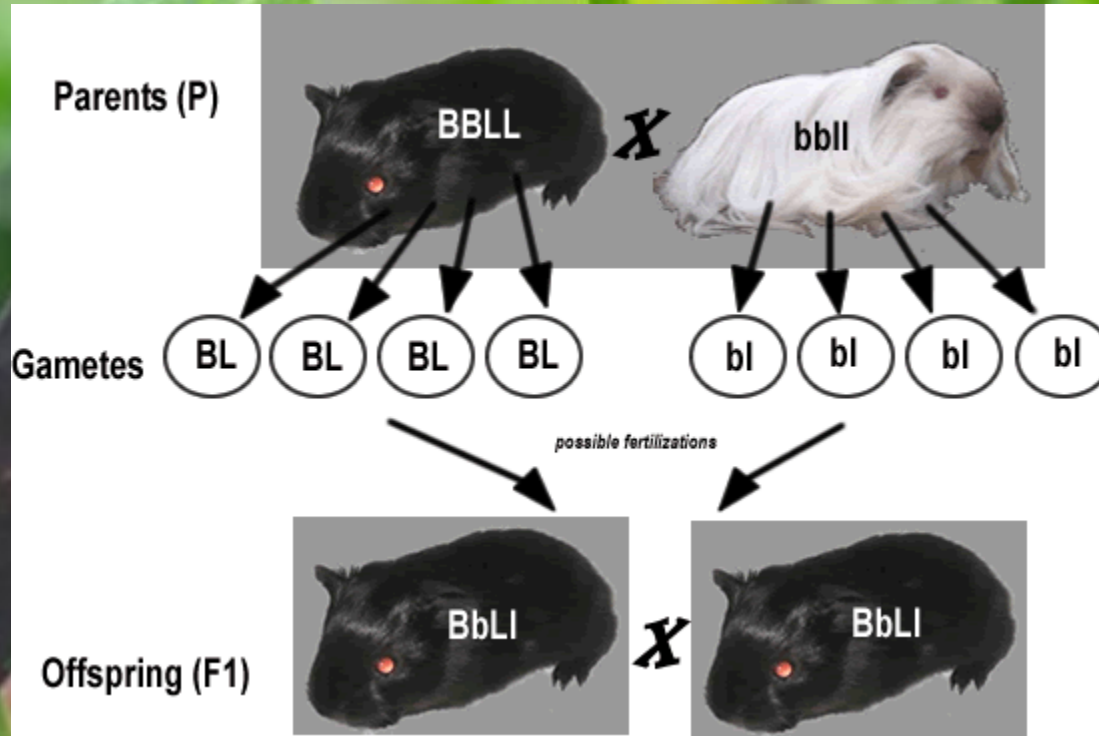 Parents (P)
BBLL
X
bbll
Gametes
BL
BL
BL
BL
bl
bl
bl
bl
possible fertilizations
Offspring (F1)
BbLl
X
BbLl